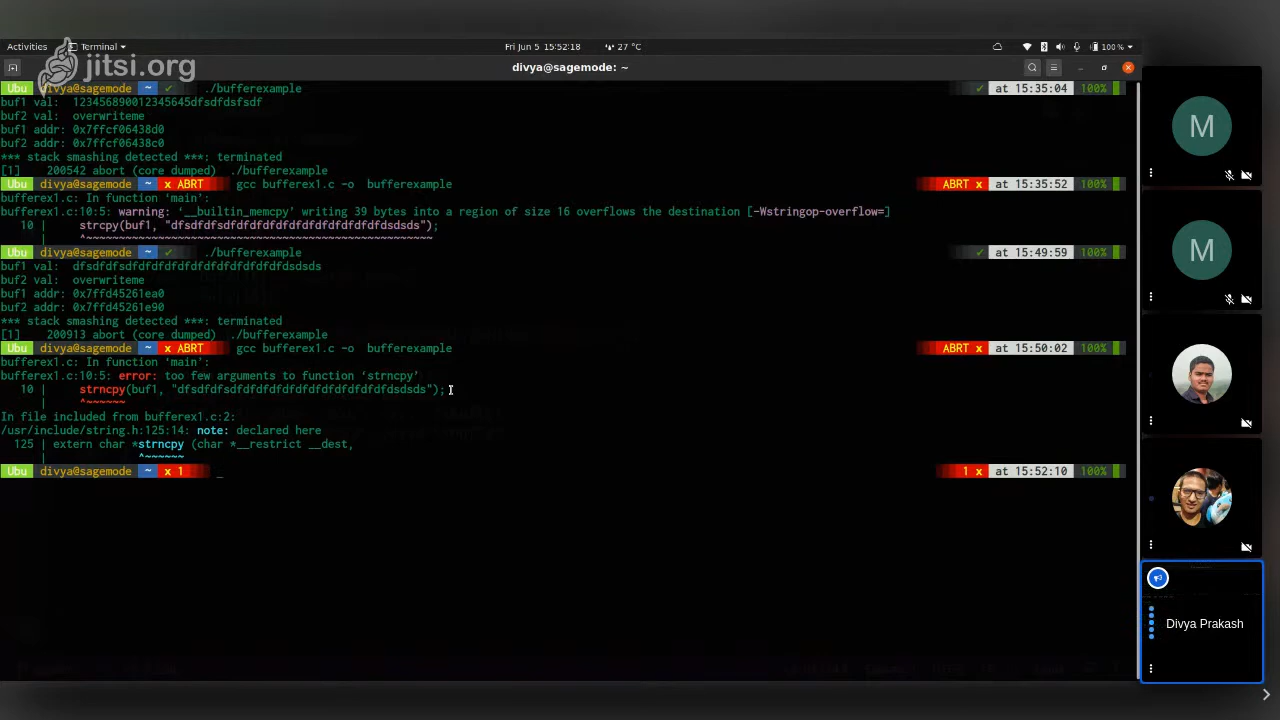 Activities Terminal Fri Jun 5 15:52:18 27 °C 100%
jitsi.org
divya@sagemode: ~
Ubu divya@sagemode ~ ✓ ./bufferexample ✓ at 15:35:04 100%
buf1 val: 123456890012345645dfsdfdsfsdf
buf2 val: overwriteme
buf1 addr: 0x7ffcf06438d0
buf2 addr: 0x7ffcf06438c0
*** stack smashing detected ***: terminated
[1] 200542 abort (core dumped) ./bufferexample
Ubu divya@sagemode ~ x ABRT gcc bufferex1.c -o bufferexample ABRT x at 15:35:52 100%
bufferex1.c: In function ‘main’:
bufferex1.c:10:5: warning: ‘__builtin_memcpy’ writing 39 bytes into a region of size 16 overflows the destination [-Wstringop-overflow=]
10 | strcpy(buf1, "dfsdfdfsdfdfdfdfdfdfdfdfdfdfdfdfdsdsds");
| ^~~~~~~~~~~~~~~~~~~~~~~~~~~~~~~~~~~~~~~~~~~~~~~~~~~~~~
Ubu divya@sagemode ~ ✓ ./bufferexample ✓ at 15:49:59 100%
buf1 val: dfsdfdfsdfdfdfdfdfdfdfdfdfdfdfdfdsdsds
buf2 val: overwriteme
buf1 addr: 0x7ffd45261ea0
buf2 addr: 0x7ffd45261e90
*** stack smashing detected ***: terminated
[1] 200913 abort (core dumped) ./bufferexample
Ubu divya@sagemode ~ x ABRT gcc bufferex1.c -o bufferexample ABRT x at 15:50:02 100%
bufferex1.c: In function ‘main’:
bufferex1.c:10:5: error: too few arguments to function ‘strncpy’
10 | strncpy(buf1, "dfsdfdfsdfdfdfdfdfdfdfdfdfdfdfdfdsdsds");
| ^~~~~~~
In file included from bufferex1.c:2:
/usr/include/string.h:125:14: note: declared here
125 | extern char *strncpy (char *__restrict __dest,
| ^~~~~~~
Ubu divya@sagemode ~ x 1 _ 1 x at 15:52:10 100%
M
M
Divya Prakash